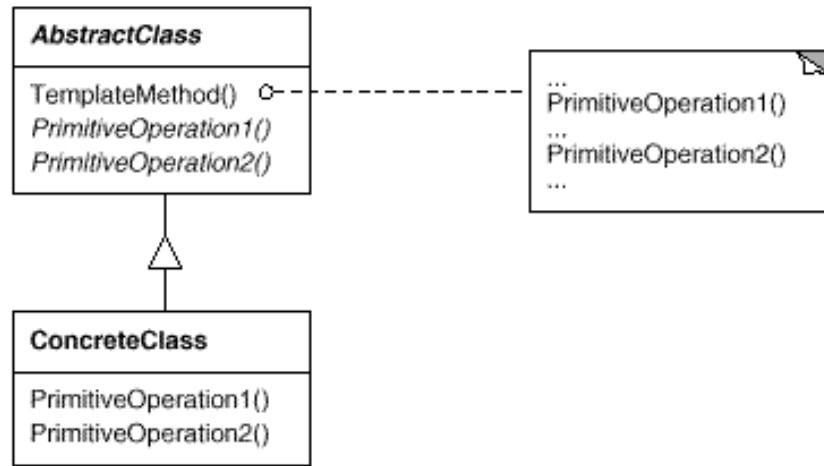 AbstractClass
TemplateMethod()
PrimitiveOperation1()
PrimitiveOperation2()
...
PrimitiveOperation1()
...
PrimitiveOperation2()
...
ConcreteClass
PrimitiveOperation1()
PrimitiveOperation2()